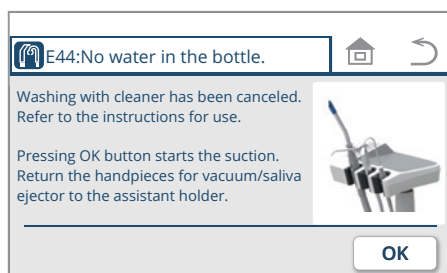 E44:No water in the bottle.
Washing with cleaner has been canceled.
Refer to the instructions for use.
Pressing OK button starts the suction.
Return the handpieces for vacuum/saliva
ejector to the assistant holder.
OK